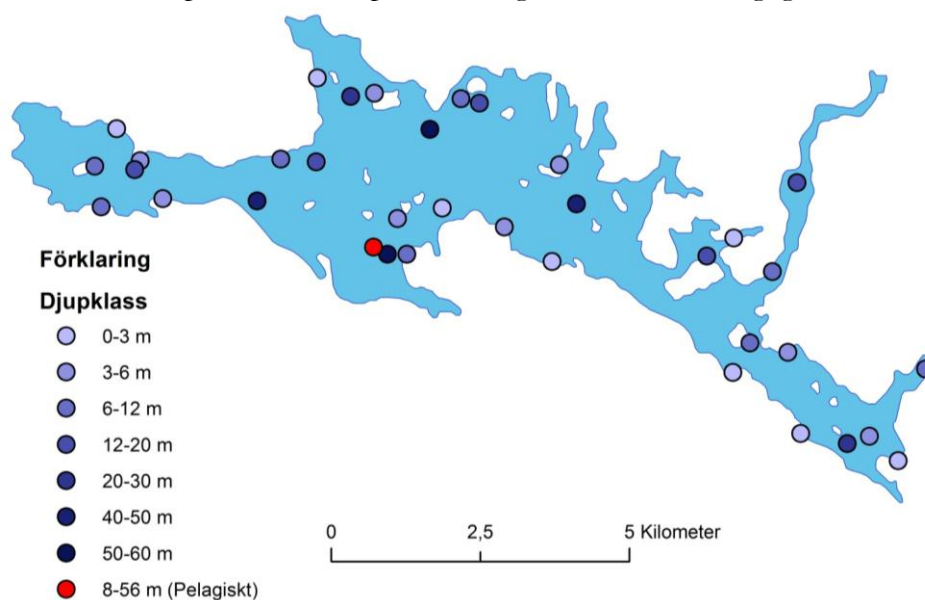 Förklaring
Djupklass
0-3 m
3-6 m
6-12 m
12-20 m
20-30 m
40-50 m
50-60 m
8-56 m (Pelagiskt)
0 2,5 5 Kilometer